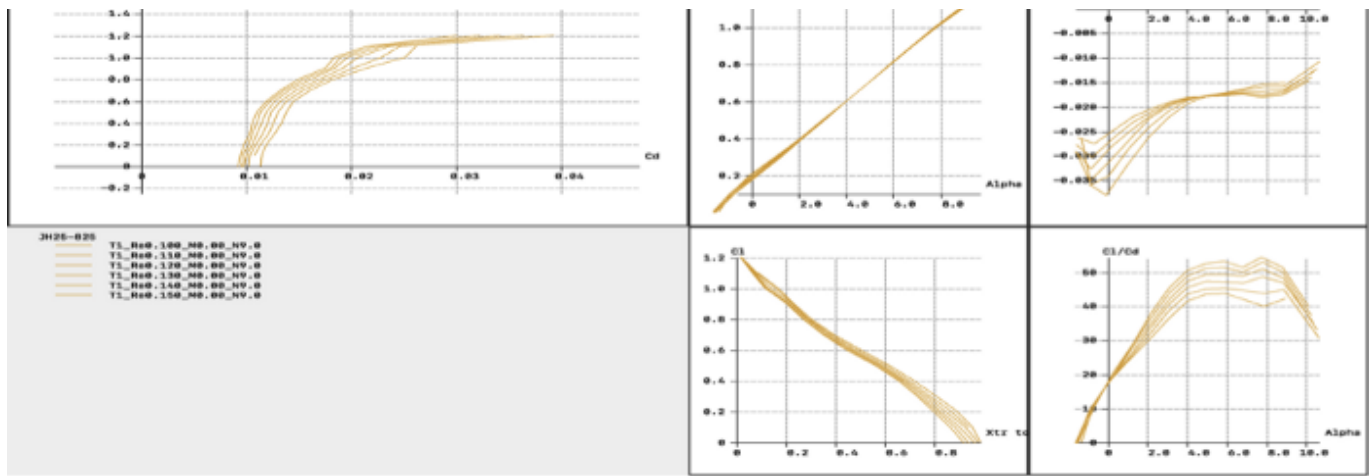 1.4
1.2
1.0
0.8
0.6
0.4
0.2
0
-0.2
0 0.01 0.02 0.03 0.04
Cd
1.0
0.8
0.6
0.4
0.2
0 2.0 4.0 6.0 8.0
Alpha
0 2.0 4.0 6.0 8.0 10.0
-0.005
-0.010
-0.015
-0.020
-0.025
-0.030
-0.035
JH25-825
T1_Re0.100_M0.00_N9.0
T1_Re0.110_M0.00_N9.0
T1_Re0.120_M0.00_N9.0
T1_Re0.130_M0.00_N9.0
T1_Re0.140_M0.00_N9.0
T1_Re0.150_M0.00_N9.0
Cl
1.2
1.0
0.8
0.6
0.4
0.2
0
0 0.2 0.4 0.6 0.8
Xtr to
Cl/Cd
50
40
30
20
10
0
2.0 4.0 6.0 8.0 10.0
Alpha